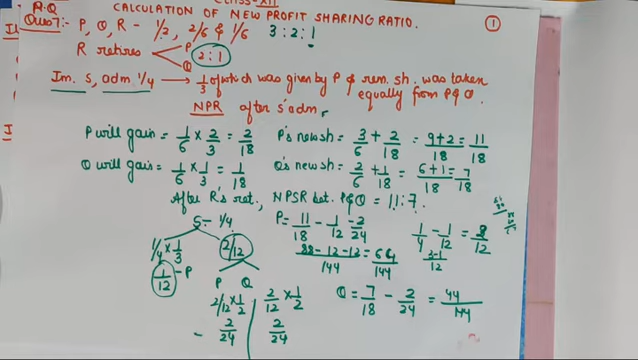 CLASS-XII
P.Q
CALCULATION OF NEW PROFIT SHARING RATIO.
①
Ques 7:- P, Q, R - 1/2, 2/6 & 1/6 3:2:1
R retires P Q 2:1
Im. S, adm 1/4 → 1/3 of which was given by P & rem. sh. was taken
equally from P & Q.
NPR after S'adm.
P will gain = 1/6 × 2/3 = 2/18 P's new sh = 3/6 + 2/18 = 9+2/18 = 11/18
Q will gain = 1/6 × 1/3 = 1/18 Q's new sh = 2/6 + 1/18 = 6+1/18 = 7/18
After R's ret., NPSR bet. P & Q = 11:7.
S = 1/4
1/4 × 1/3 2/12
1/12 - P
P Q
2/12 × 1/2 2/12 × 1/2
- 2/24 2/24
P = 11/18 - 1/12 - 2/24
88-12-12/144 = 64/144
1/4 - 1/12 = 2/12
3-1/12
Q = 7/18 - 2/24 = 44/144